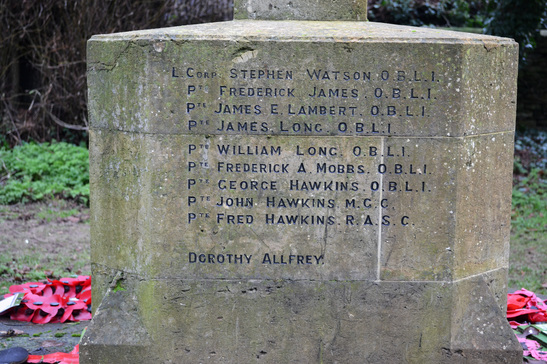 L.CORP. STEPHEN WATSON O.B.L.I.
PTE FREDERICK JAMES, O.B.L.I.
PTE JAMES E. LAMBERT, O.B.L.I.
PTE JAMES LONG, O.B.L.I.
PTE WILLIAM LONG, O.B.L.I.
PTE FREDERICK A. MOBBS, O.B.L.I.
PTE GEORGE HAWKINS, O.B.L.I.
PTE JOHN HAWKINS, M.G.C.
PTE FRED HAWKINS, R.A.S.C.
DOROTHY ALLFREY.